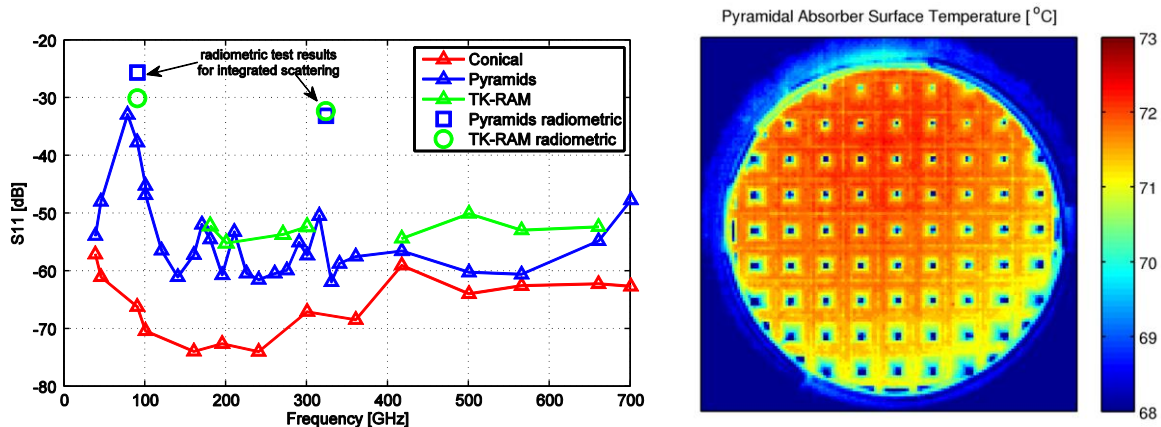 radiometric test results
for integrated scattering
Conical
Pyramids
TK-RAM
Pyramids radiometric
TK-RAM radiometric
S11 [dB]
-20
-30
-40
-50
-60
-70
-80
0 100 200 300 400 500 600 700
Frequency [GHz]
Pyramidal Absorber Surface Temperature [°C]
73
72
71
70
69
68